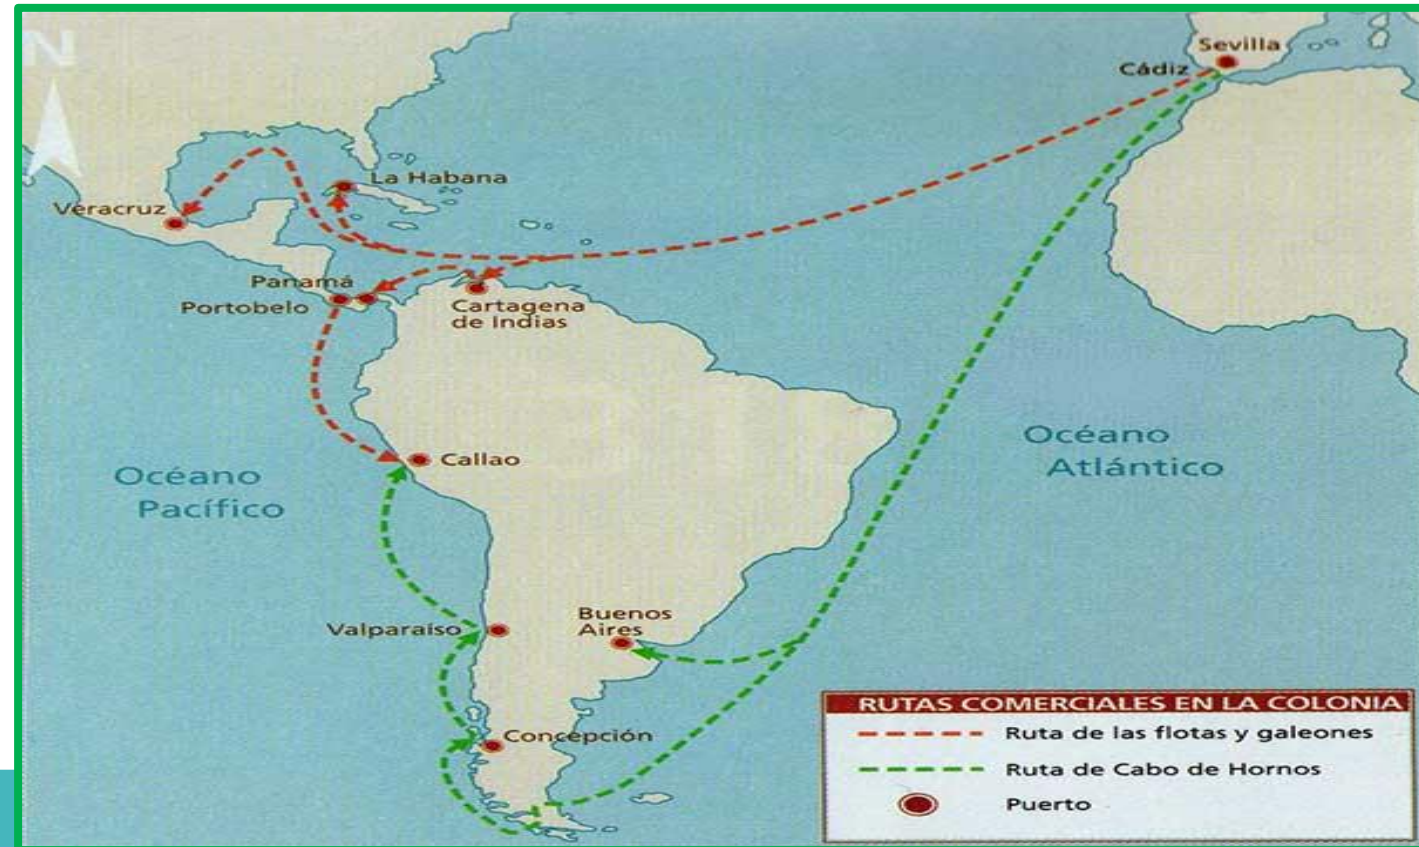 N
Sevilla
Cádiz
La Habana
Veracruz
Panamá
Portobelo
Cartagena
de Indias
Océano
Atlántico
Callao
Océano
Pacífico
Buenos
Aires
Valparaíso
Concepción
RUTAS COMERCIALES EN LA COLONIA
Ruta de las flotas y galeones
Ruta de Cabo de Hornos
Puerto